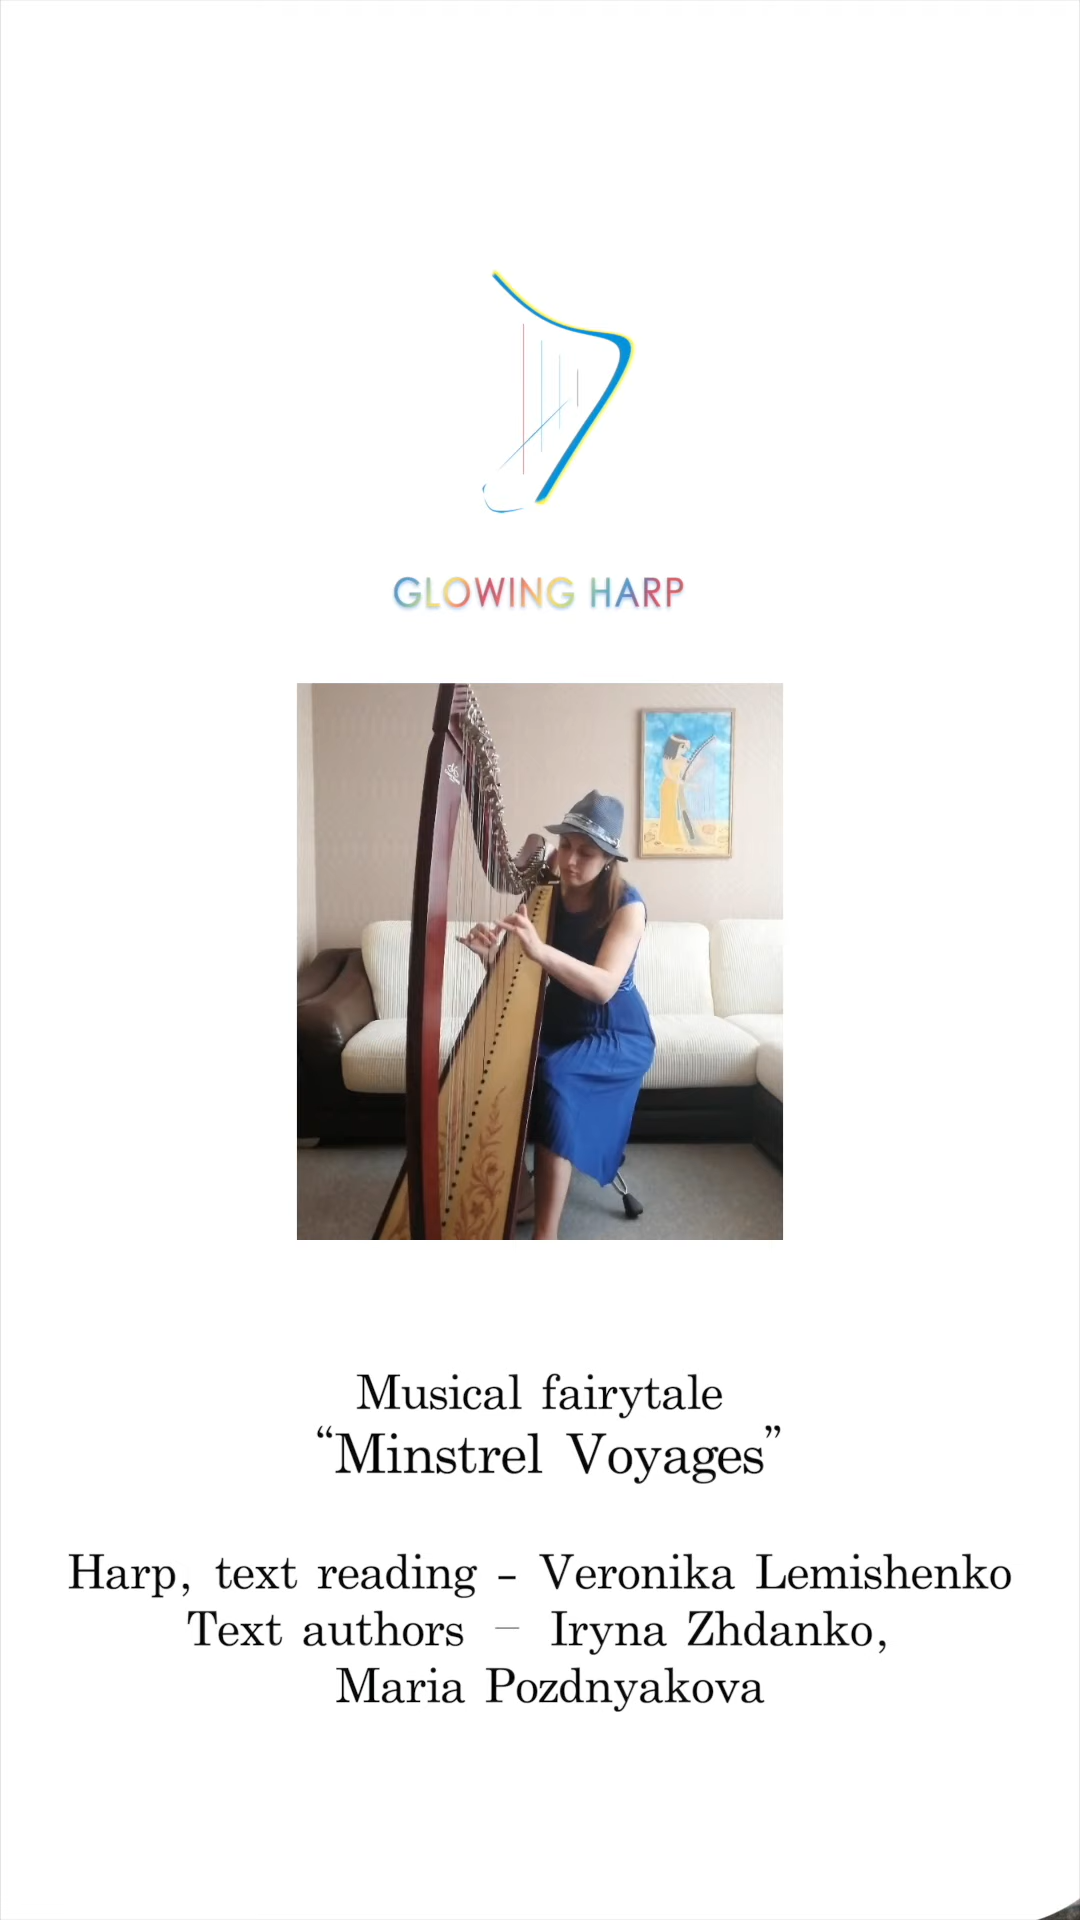 GLOWING HARP
Musical fairytale
“Minstrel Voyages”
Harp, text reading - Veronika Lemishenko
Text authors – Iryna Zhdanko,
Maria Pozdnyakova